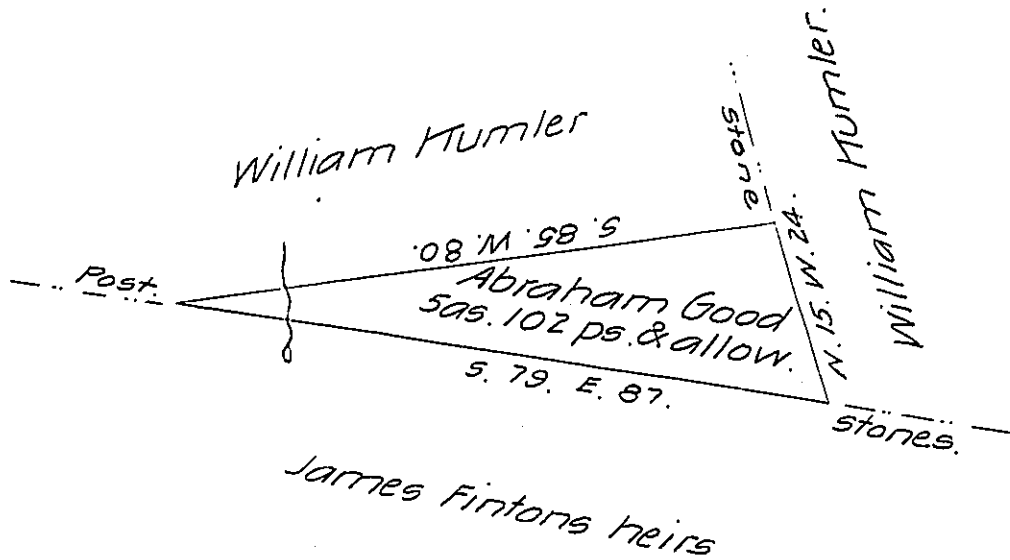 William Humler
William Humler.
Stone
S. 85. W. 80.
Post.
Abraham Good
5as. 102 ps. & allow.
N. 15. W. 24.
S. 79. E. 87.
Stones.
James Fintons heirs